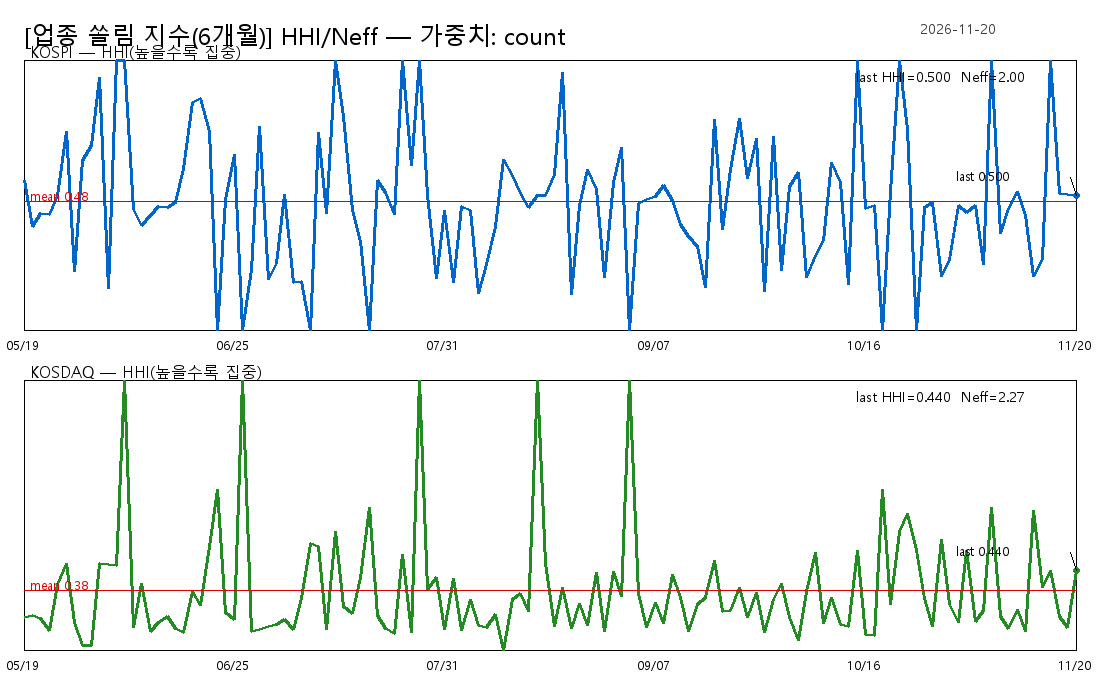 [업종 쏠림 지수(6개월)] HHI/Neff — 가중치: count
2026-11-20
KOSPI — HHI(높을수록 집중)
last HHI=0.500 Neff=2.00
last 0.500
mean 0.48
05/19 06/25 07/31 09/07 10/16 11/20
KOSDAQ — HHI(높을수록 집중)
last HHI=0.440 Neff=2.27
last 0.440
mean 0.38
05/19 06/25 07/31 09/07 10/16 11/20